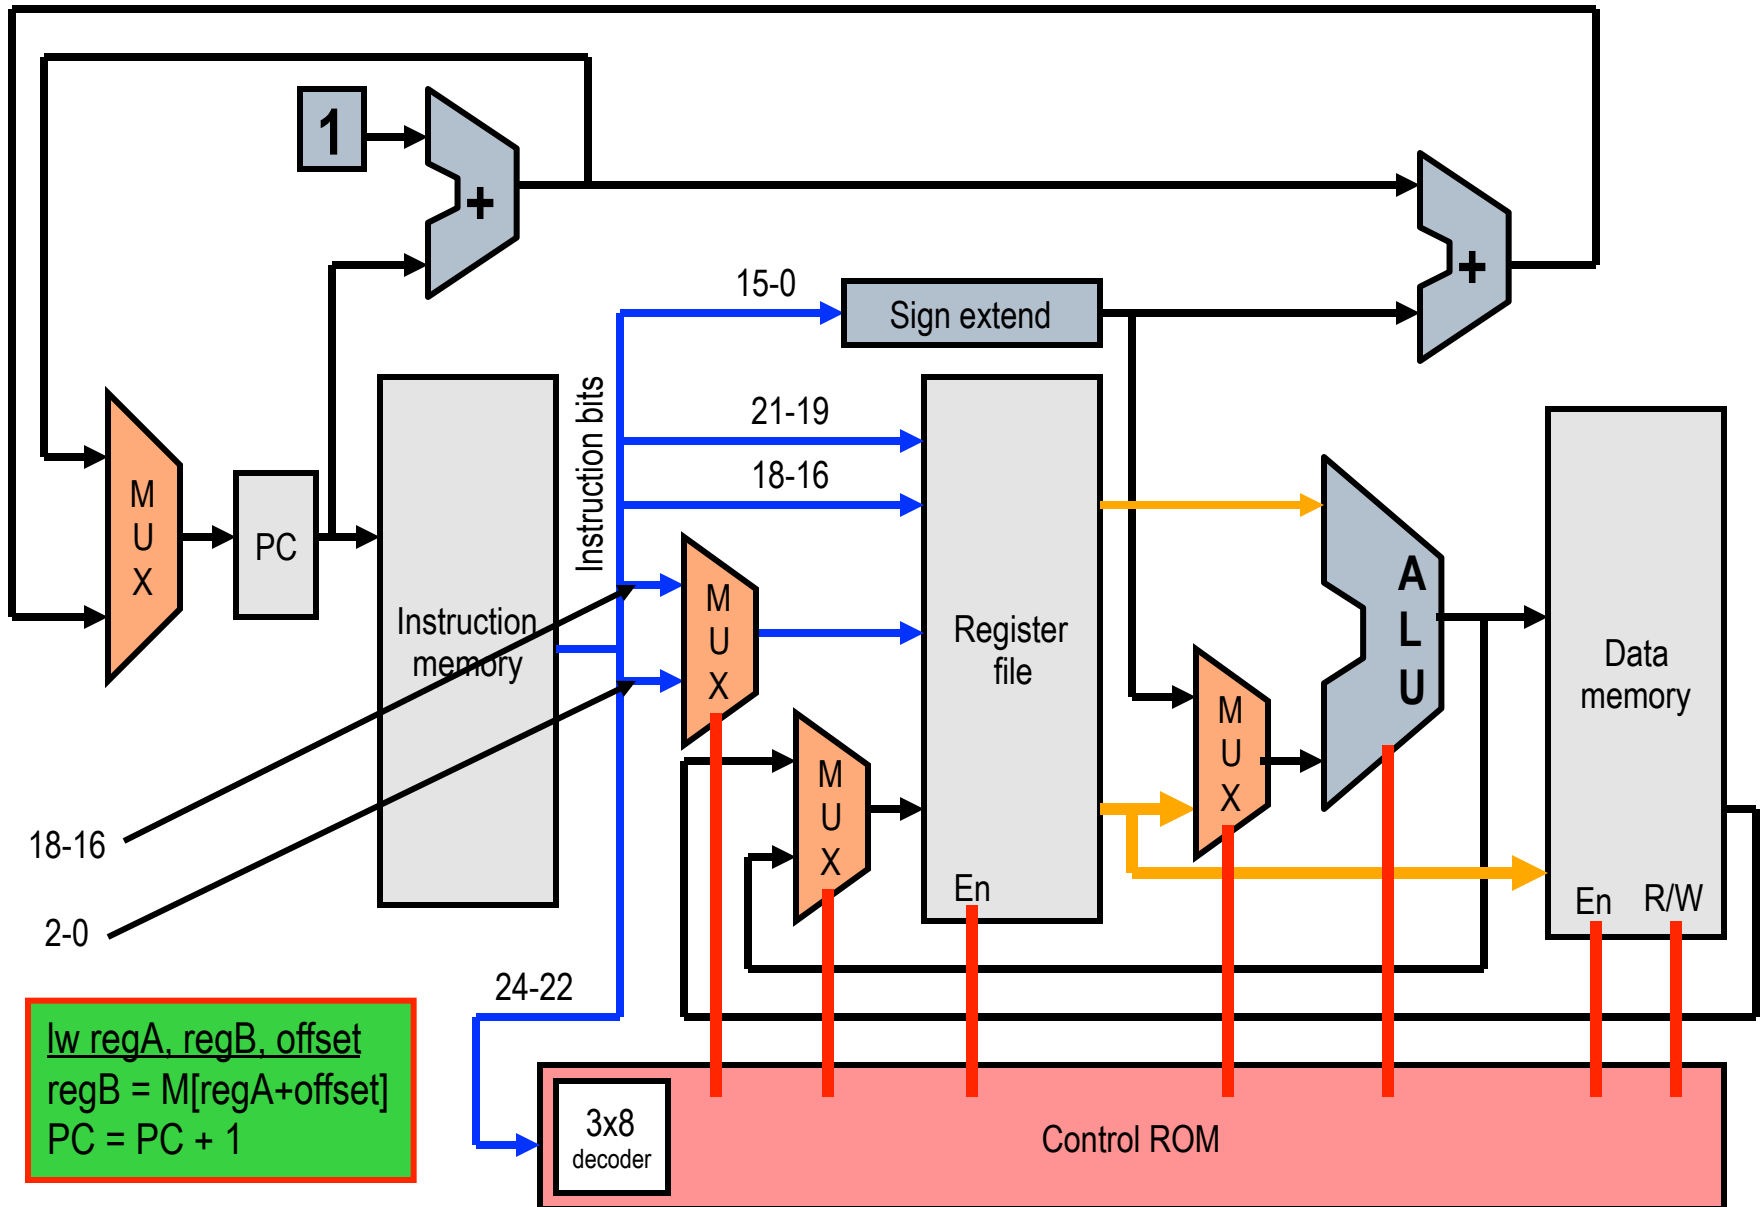 1
+
+
15-0
Sign extend
Instruction bits
21-19
18-16
M
U
X
PC
Instruction
memory
M
U
X
Register
file
A
L
U
Data
memory
M
U
X
M
U
X
18-16
2-0
En
En
R/W
24-22
lw regA, regB, offset
regB = M[regA+offset]
PC = PC + 1
3x8
decoder
Control ROM